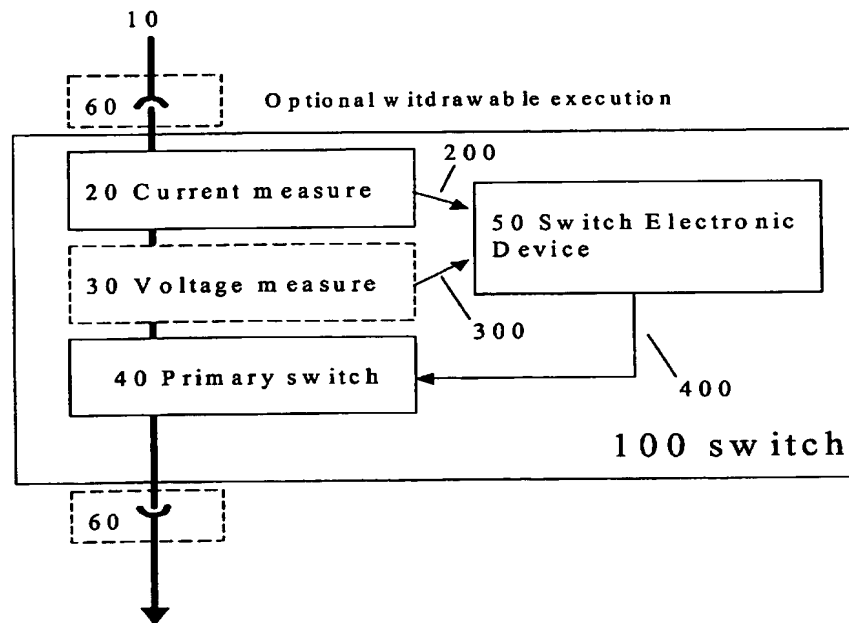 10
60
Optional witdrawable execution
200
20 Current measure
50 Switch Electronic
Device
30 Voltage measure
300
40 Primary switch
400
100 switch
60